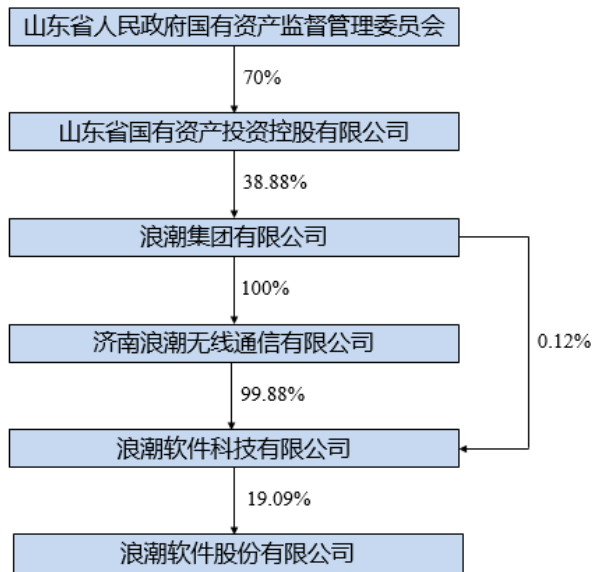 山东省人民政府国有资产监督管理委员会
70%
山东省国有资产投资控股有限公司
38.88%
浪潮集团有限公司
100%
济南浪潮无线通信有限公司
0.12%
99.88%
浪潮软件科技有限公司
19.09%
浪潮软件股份有限公司